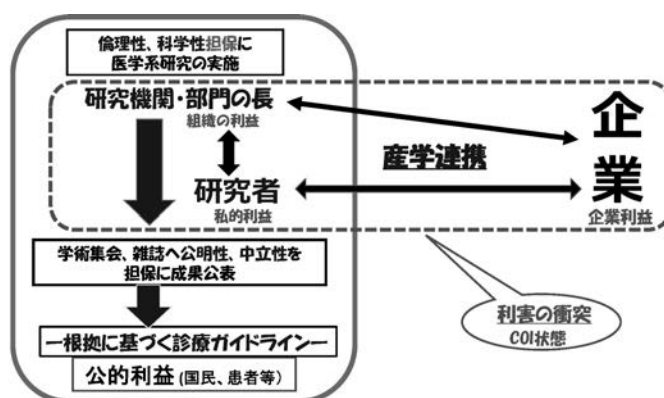 倫理性、科学性担保に
医学系研究の実施
研究機関・部門の長
組織の利益
研究者
私的利益
産学連携
企業
企業利益
学術集会、雑誌へ公明性、中立性を
担保に成果公表
ー根拠に基づく診療ガイドラインー
公的利益 (国民、患者等)
利害の衝突
COI状態